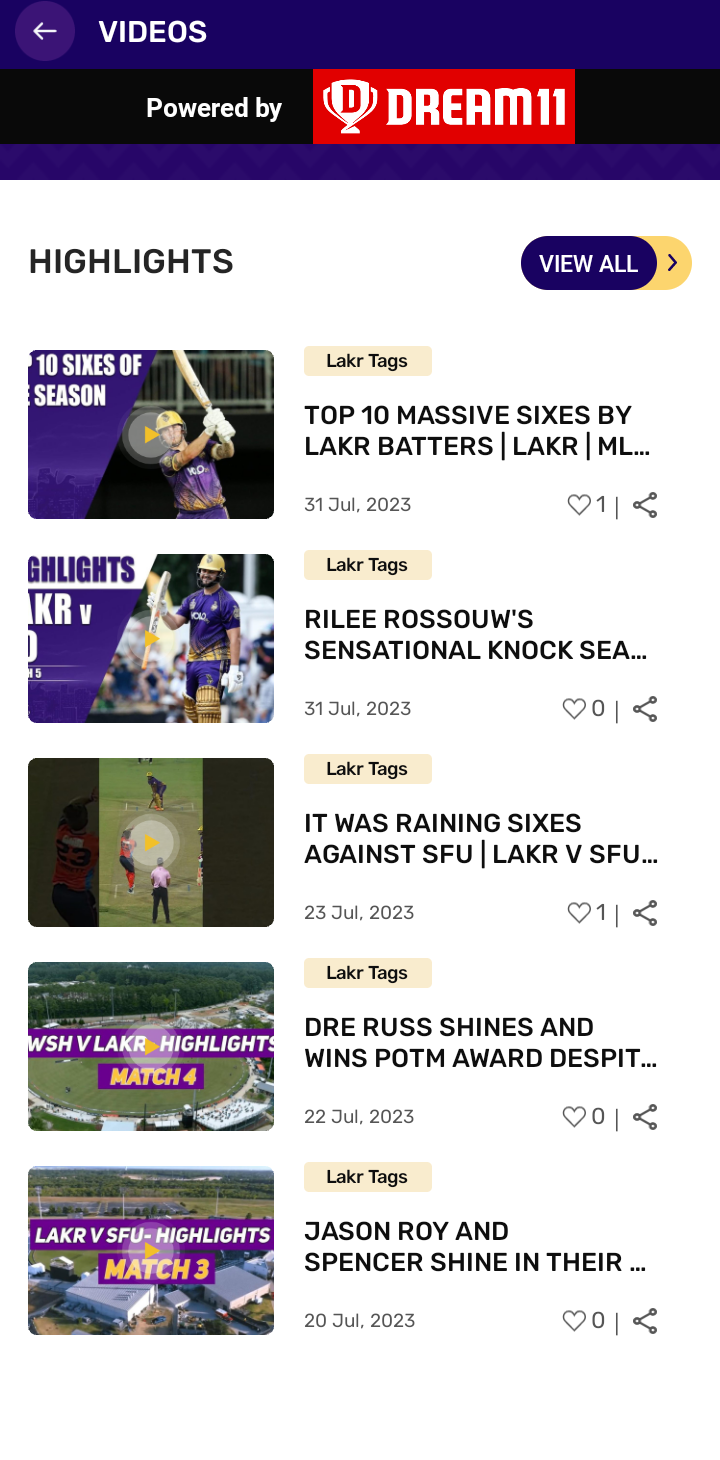 VIDEOS
Powered by
DREAM11
HIGHLIGHTS
VIEW ALL
10 SIXES OF
SEASON
Lakr Tags
TOP 10 MASSIVE SIXES BY
LAKR BATTERS | LAKR | ML...
31 Jul, 2023
1 |
GHLIGHTS
AKR v
Lakr Tags
RILEE ROSSOUW'S
SENSATIONAL KNOCK SEA...
31 Jul, 2023
0 |
23
Lakr Tags
IT WAS RAINING SIXES
AGAINST SFU | LAKR V SFU...
23 Jul, 2023
1 |
WSH V LAKR- HIGHLIGHTS
MATCH 4
Lakr Tags
DRE RUSS SHINES AND
WINS POTM AWARD DESPIT...
22 Jul, 2023
0 |
LAKR V SFU- HIGHLIGHTS
MATCH 3
Lakr Tags
JASON ROY AND
SPENCER SHINE IN THEIR ...
20 Jul, 2023
0 |